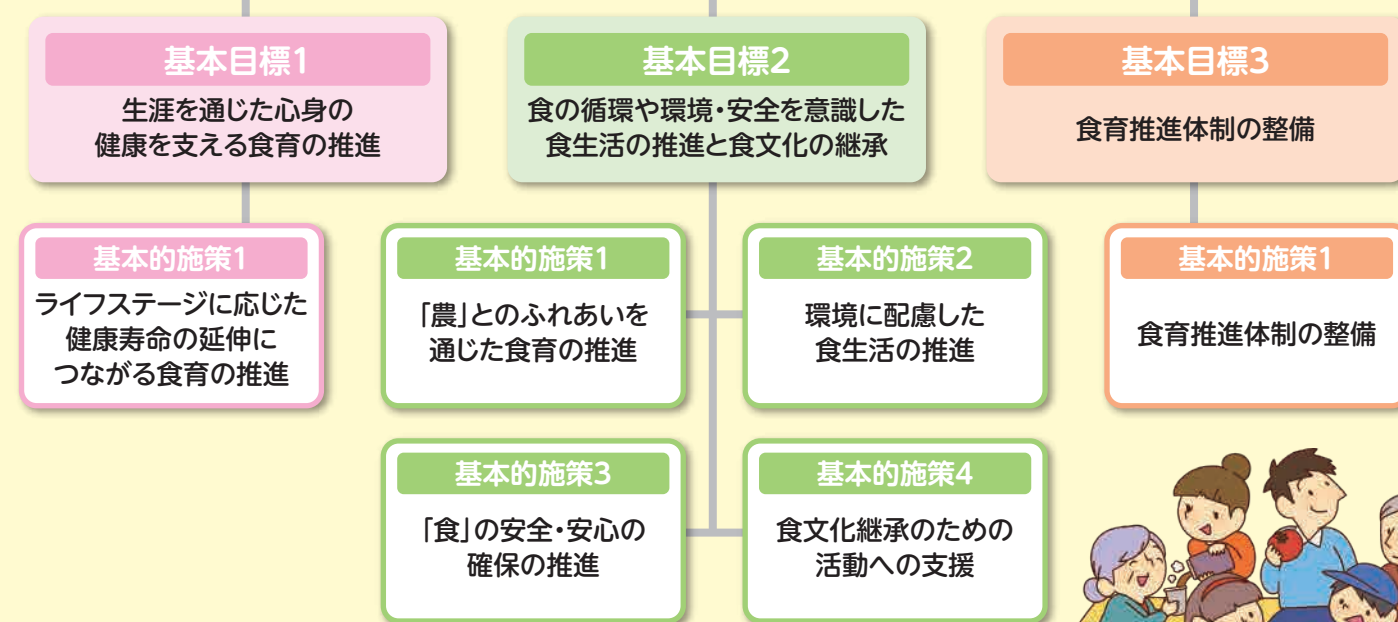 基本目標1
生涯を通じた心身の
健康を支える食育の推進
基本目標2
食の循環や環境・安全を意識した
食生活の推進と食文化の継承
基本目標3
食育推進体制の整備
基本的施策1
ライフステージに応じた
健康寿命の延伸に
つながる食育の推進
基本的施策1
「農」とのふれあいを
通じた食育の推進
基本的施策2
環境に配慮した
食生活の推進
基本的施策3
「食」の安全・安心の
確保の推進
基本的施策4
食文化継承のための
活動への支援
基本的施策1
食育推進体制の整備